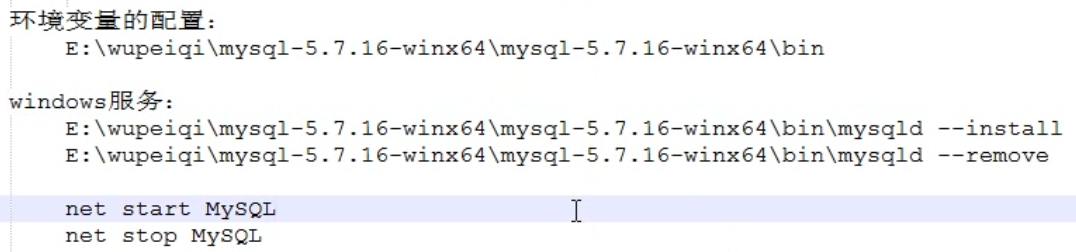 环境变量的配置：
E:\wupeiqi\mysql-5.7.16-winx64\mysql-5.7.16-winx64\bin
windows服务：
E:\wupeiqi\mysql-5.7.16-winx64\mysql-5.7.16-winx64\bin\mysqld --install
E:\wupeiqi\mysql-5.7.16-winx64\mysql-5.7.16-winx64\bin\mysqld --remove
net start MySQL
net stop MySQL